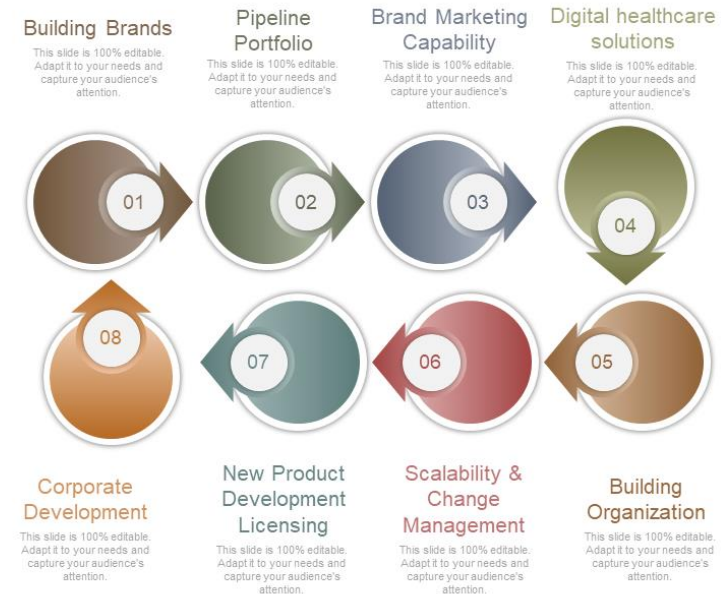 Building Brands
This slide is 100% editable.
Adapt it to your needs and
capture your audience's
attention.
Pipeline
Portfolio
This slide is 100% editable.
Adapt it to your needs and
capture your audience's
attention.
Brand Marketing
Capability
This slide is 100% editable.
Adapt it to your needs and
capture your audience's
attention.
Digital healthcare
solutions
This slide is 100% editable.
Adapt it to your needs and
capture your audience's
attention.
01
02
03
04
08
07
06
05
Corporate
Development
This slide is 100% editable.
Adapt it to your needs and
capture your audience's
attention.
New Product
Development
Licensing
This slide is 100% editable.
Adapt it to your needs and
capture your audience's
attention.
Scalability &
Change
Management
This slide is 100% editable.
Adapt it to your needs and
capture your audience's
attention.
Building
Organization
This slide is 100% editable.
Adapt it to your needs and
capture your audience's
attention.